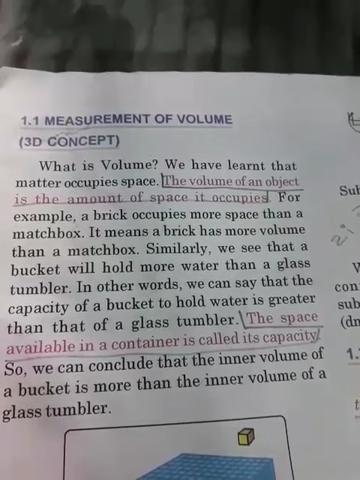 1.1 MEASUREMENT OF VOLUME
(3D CONCEPT)
What is Volume? We have learnt that
matter occupies space. The volume of an object
is the amount of space it occupies. For
example, a brick occupies more space than a
matchbox. It means a brick has more volume
than a matchbox. Similarly, we see that a
bucket will hold more water than a glass
tumbler. In other words, we can say that the
capacity of a bucket to hold water is greater
than that of a glass tumbler. The space
available in a container is called its capacity.
So, we can conclude that the inner volume of
a bucket is more than the inner volume of a
glass tumbler.
Sub
con
sub
(dn
1.